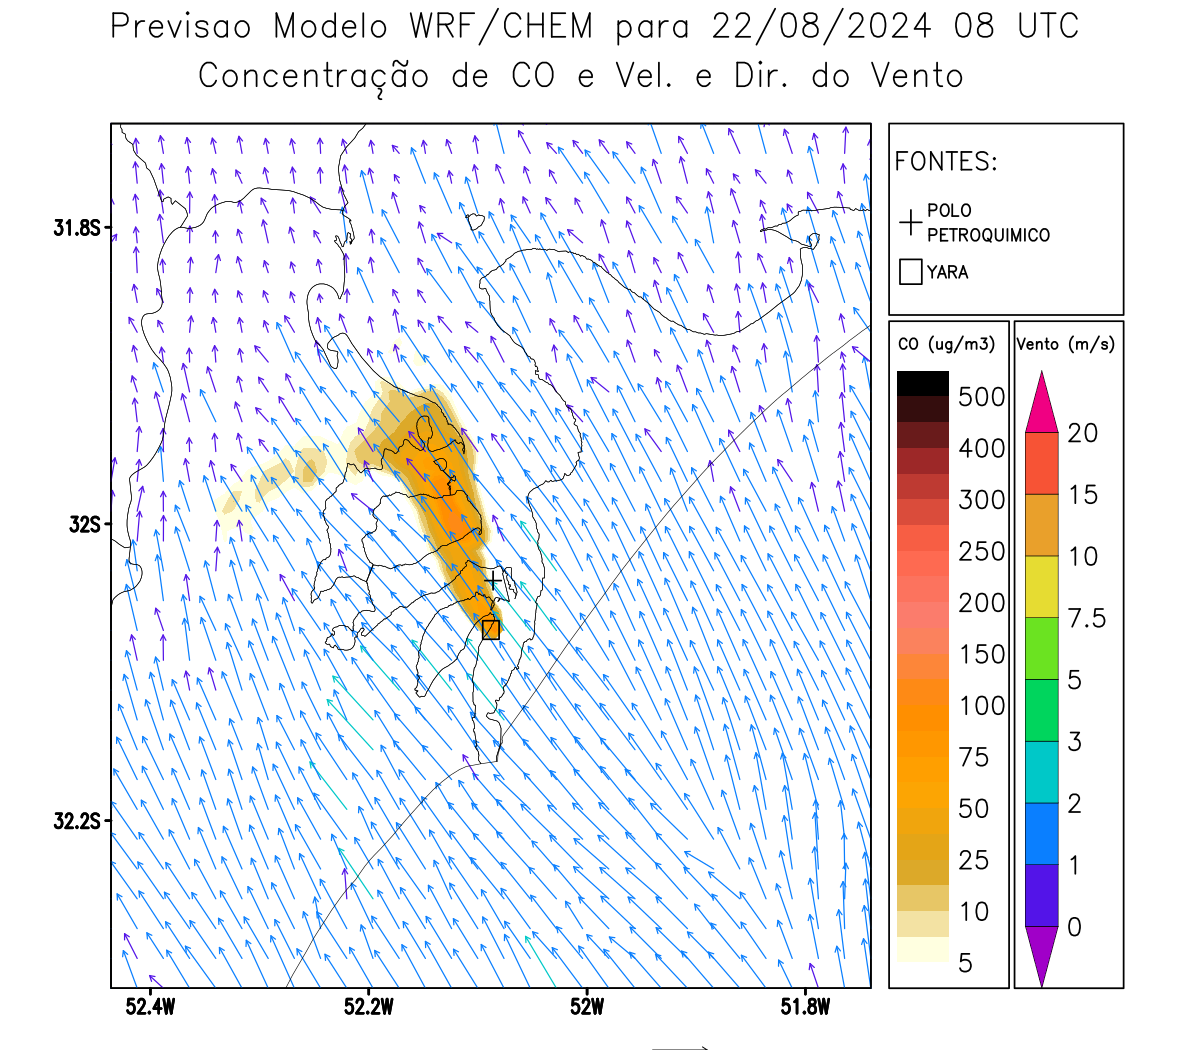 Previsao Modelo WRF/CHEM para 22/08/2024 08 UTC
Concentração de CO e Vel. e Dir. do Vento
FONTES:
POLO
PETROQUIMICO
YARA
31.8S
32S
32.2S
52.4W
52.2W
52W
51.8W
CO (ug/m3)
500
400
300
250
200
150
100
75
50
25
10
5
Vento (m/s)
20
15
10
7.5
5
3
2
1
0